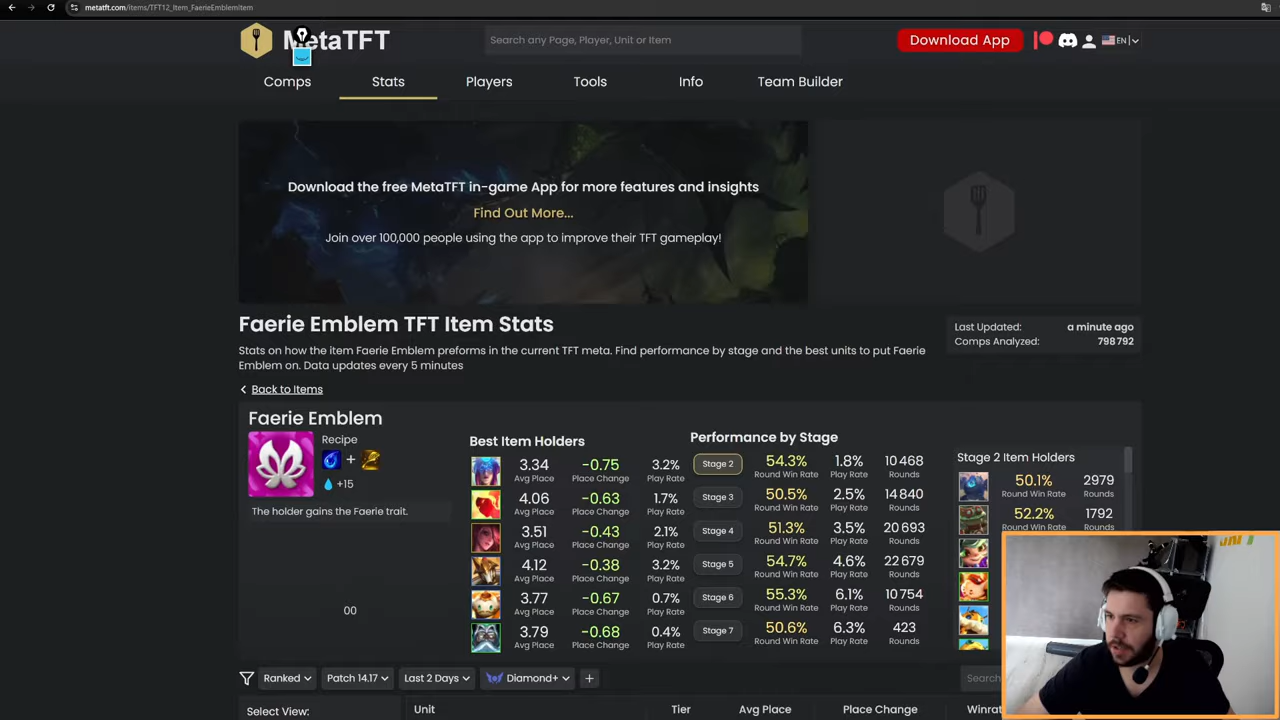 metatft.com/items/TFT12_Item_FaerieEmblemItem
MetaTFT
Search any Page, Player, Unit or Item
Download App
EN
Comps
Stats
Players
Tools
Info
Team Builder
Download the free MetaTFT in-game App for more features and insights
Find Out More...
Join over 100,000 people using the app to improve their TFT gameplay!
Faerie Emblem TFT Item Stats
Stats on how the item Faerie Emblem preforms in the current TFT meta. Find performance by stage and the best units to put Faerie
Emblem on. Data updates every 5 minutes
Last Updated: a minute ago
Comps Analyzed: 798792
Back to Items
Faerie Emblem
Recipe
+
+15
The holder gains the Faerie trait.
00
Best Item Holders
3.34 -0.75 3.2%
Avg Place Place Change Play Rate
4.06 -0.63 1.7%
Avg Place Place Change Play Rate
3.51 -0.43 2.1%
Avg Place Place Change Play Rate
4.12 -0.38 3.2%
Avg Place Place Change Play Rate
3.77 -0.67 0.7%
Avg Place Place Change Play Rate
3.79 -0.68 0.4%
Avg Place Place Change Play Rate
Performance by Stage
Stage 2 54.3% 1.8% 10468
Round Win Rate Play Rate Rounds
Stage 3 50.5% 2.5% 14840
Round Win Rate Play Rate Rounds
Stage 4 51.3% 3.5% 20693
Round Win Rate Play Rate Rounds
Stage 5 54.7% 4.6% 22679
Round Win Rate Play Rate Rounds
Stage 6 55.3% 6.1% 10754
Round Win Rate Play Rate Rounds
Stage 7 50.6% 6.3% 423
Round Win Rate Play Rate Rounds
Stage 2 Item Holders
50.1% 2979
Round Win Rate Rounds
52.2% 1792
Round Win Rate Rounds
Ranked
Patch 14.17
Last 2 Days
Diamond+
+
Search
Select View:
Unit Tier Avg Place Place Change Winrat